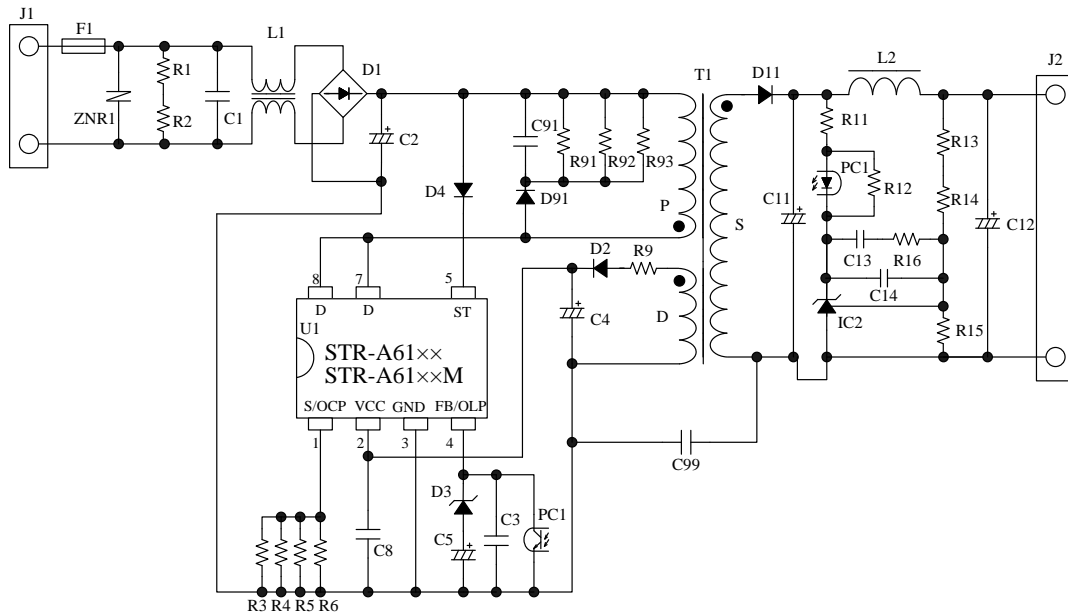 J1
F1
L1
D1
R1
R2
ZNR1
C1
C2
C91
R91
R92
R93
D4
D91
T1
P
S
D
D11
L2
J2
R11
PC1
R12
R13
R14
C11
C12
C13
R16
C14
IC2
R15
D2
R9
C4
8
7
5
D
D
ST
U1
STR-A61××
STR-A61××M
S/OCP
VCC
GND
FB/OLP
1
2
3
4
C99
D3
C5
C3
PC1
C8
R3
R4
R5
R6